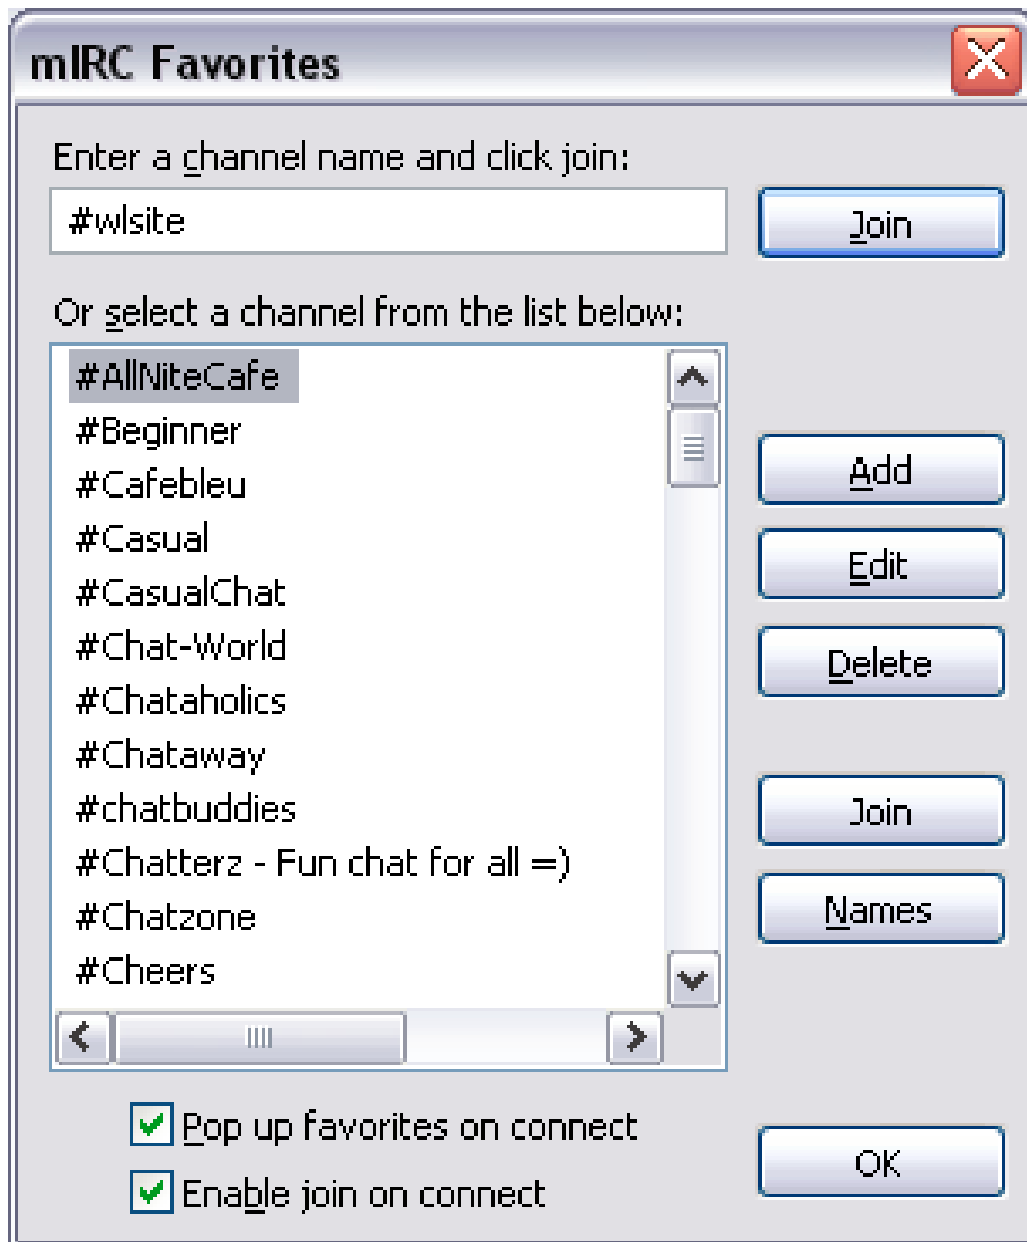 mIRC Favorites
Enter a channel name and click join:
#wlsite
Join
Or select a channel from the list below:
#AllNiteCafe
#Beginner
#Cafebleu
#Casual
#CasualChat
#Chat-World
#Chataholics
#Chataway
#chatbuddies
#Chatterz - Fun chat for all =)
#Chatzone
#Cheers
Add
Edit
Delete
Join
Names
Pop up favorites on connect
Enable join on connect
OK